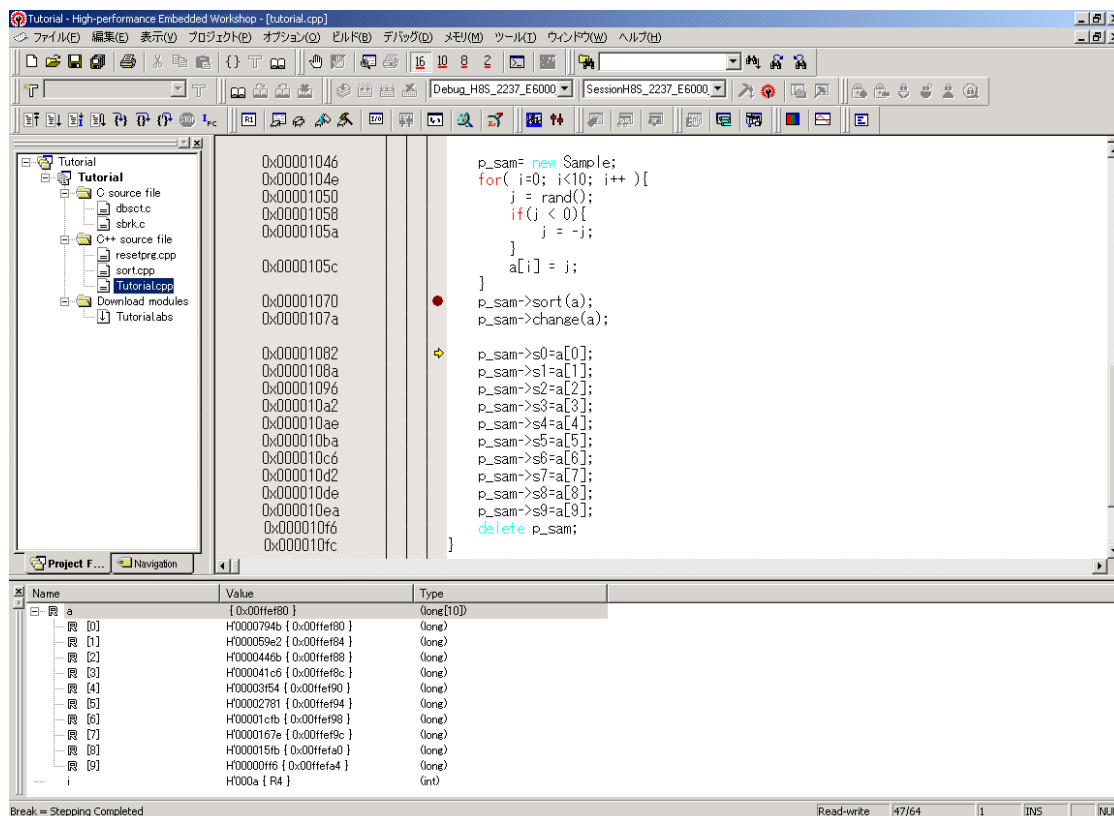 Tutorial - High-performance Embedded Workshop - [tutorial.cpp]
ファイル(F) 編集(E) 表示(V) プロジェクト(P) オプション(O) ビルド(B) デバッグ(D) メモリ(M) ツール(T) ウィンドウ(W) ヘルプ(H)
16 10 8 2
Debug_H8S_2237_E6000_ SessionH8S_2237_E6000_
Tutorial
Tutorial
C source file
dbsct.c
sbrk.c
C++ source file
resetprg.cpp
sort.cpp
Tutorial.cpp
Download modules
Tutorial.abs
Project F... Navigation
0x00001046 p_sam= new Sample;
0x0000104e for( i=0; i<10; i++ ){
0x00001050 j = rand();
0x00001058 if(j < 0){
0x0000105a j = -j;
}
0x0000105c a[i] = j;
}
0x00001070 p_sam->sort(a);
0x0000107a p_sam->change(a);
0x00001082 p_sam->s0=a[0];
0x0000108a p_sam->s1=a[1];
0x00001096 p_sam->s2=a[2];
0x000010a2 p_sam->s3=a[3];
0x000010ae p_sam->s4=a[4];
0x000010ba p_sam->s5=a[5];
0x000010c6 p_sam->s6=a[6];
0x000010d2 p_sam->s7=a[7];
0x000010de p_sam->s8=a[8];
0x000010ea p_sam->s9=a[9];
0x000010f6 delete p_sam;
0x000010fc }
Name Value Type
R a { 0x00ffef80 } (long[10])
R [0] H'0000794b { 0x00ffef80 } (long)
R [1] H'000059e2 { 0x00ffef84 } (long)
R [2] H'0000446b { 0x00ffef88 } (long)
R [3] H'000041c6 { 0x00ffef8c } (long)
R [4] H'00003f54 { 0x00ffef90 } (long)
R [5] H'00002781 { 0x00ffef94 } (long)
R [6] H'00001cfb { 0x00ffef98 } (long)
R [7] H'0000167e { 0x00ffef9c } (long)
R [8] H'000015fb { 0x00ffefa0 } (long)
R [9] H'00000ff6 { 0x00ffefa4 } (long)
i H'000a { R4 } (int)
Break = Stepping Completed Read-write 47/64 1 INS NU